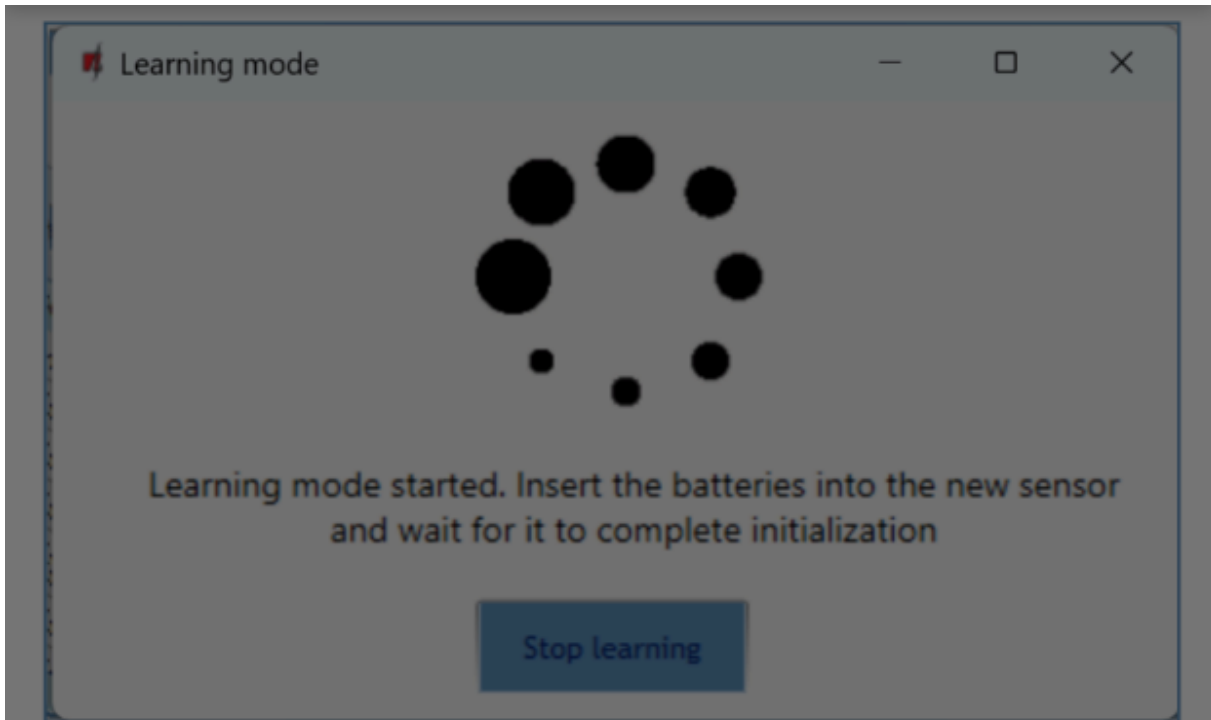 Learning mode
Learning mode started. Insert the batteries into the new sensor
and wait for it to complete initialization
Stop learning